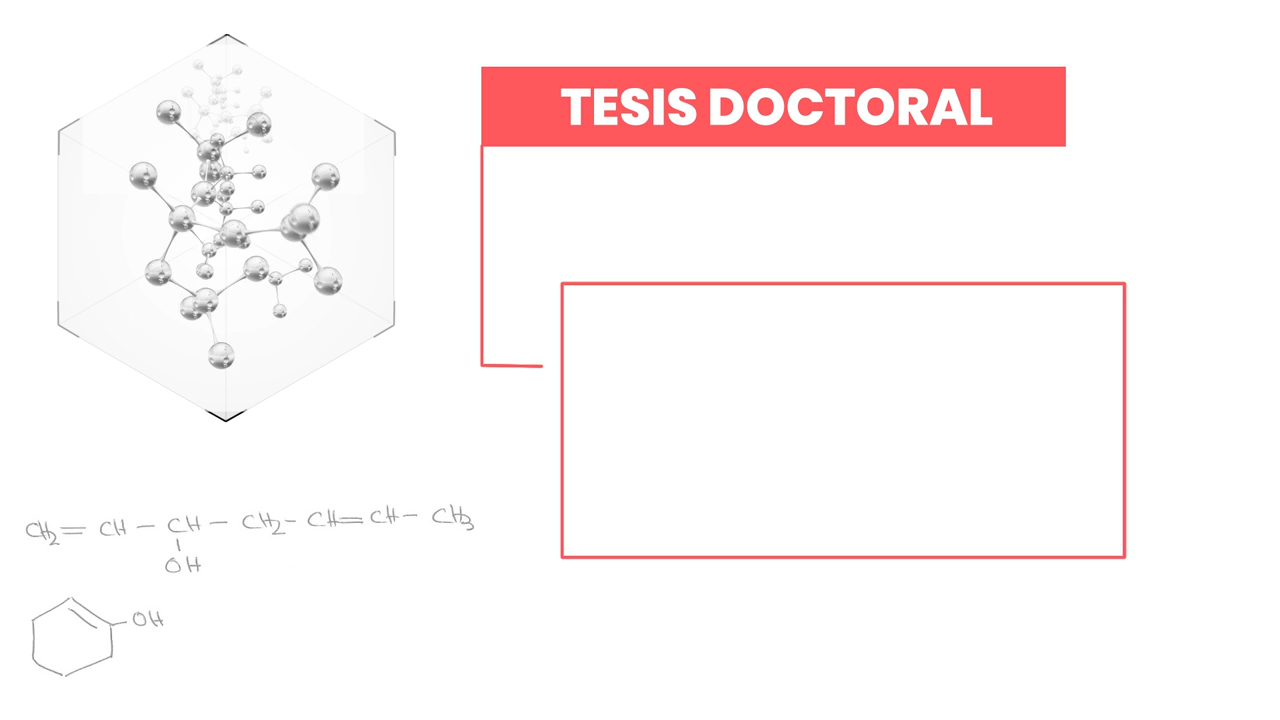 TESIS DOCTORAL
CH₂ = CH – CH – CH₂ – CH = CH – CH₃
OH
OH